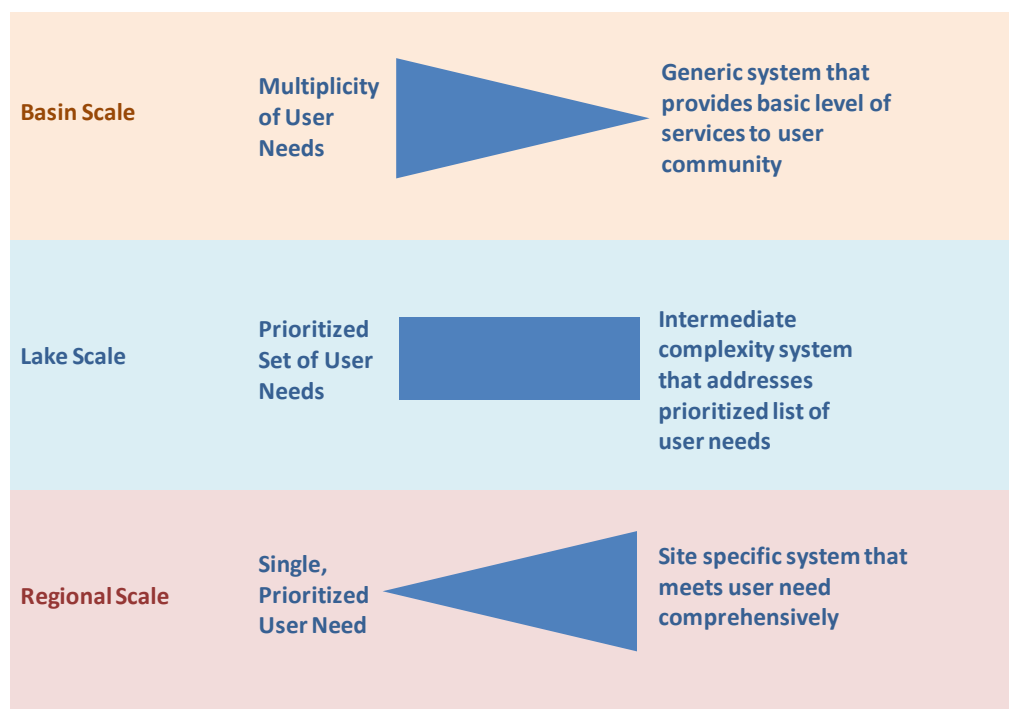 Basin Scale
Multiplicity
of User
Needs
Generic system that
provides basic level of
services to user
community
Lake Scale
Prioritized
Set of User
Needs
Intermediate
complexity system
that addresses
prioritized list of
user needs
Regional Scale
Single,
Prioritized
User Need
Site specific system that
meets user need
comprehensively